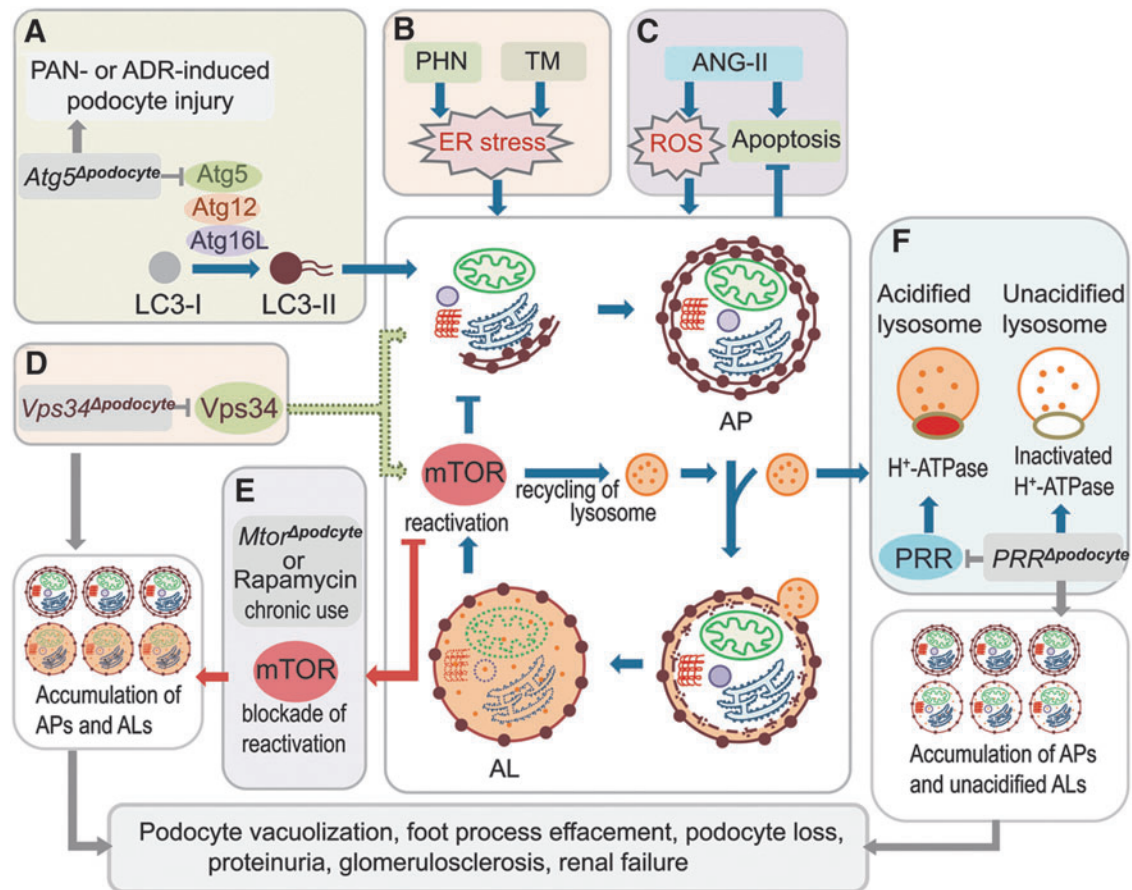 A
PAN- or ADR-induced
podocyte injury
Atg5Δpodocyte
Atg5
Atg12
Atg16L
LC3-I
LC3-II
B
PHN
TM
ER stress
C
ANG-II
ROS
Apoptosis
D
Vps34Δpodocyte
Vps34
AP
mTOR
reactivation
recycling of
lysosome
AL
E
MtorΔpodcyte
or
Rapamycin
chronic use
mTOR
blockade of
reactivation
Accumulation of
APs and ALs
F
Acidified
lysosome
Unacidified
lysosome
H⁺-ATPase
Inactivated
H⁺-ATPase
PRR
PRRΔpodocyte
Accumulation of APs
and unacidified ALs
Podocyte vacuolization, foot process effacement, podocyte loss,
proteinuria, glomerulosclerosis, renal failure